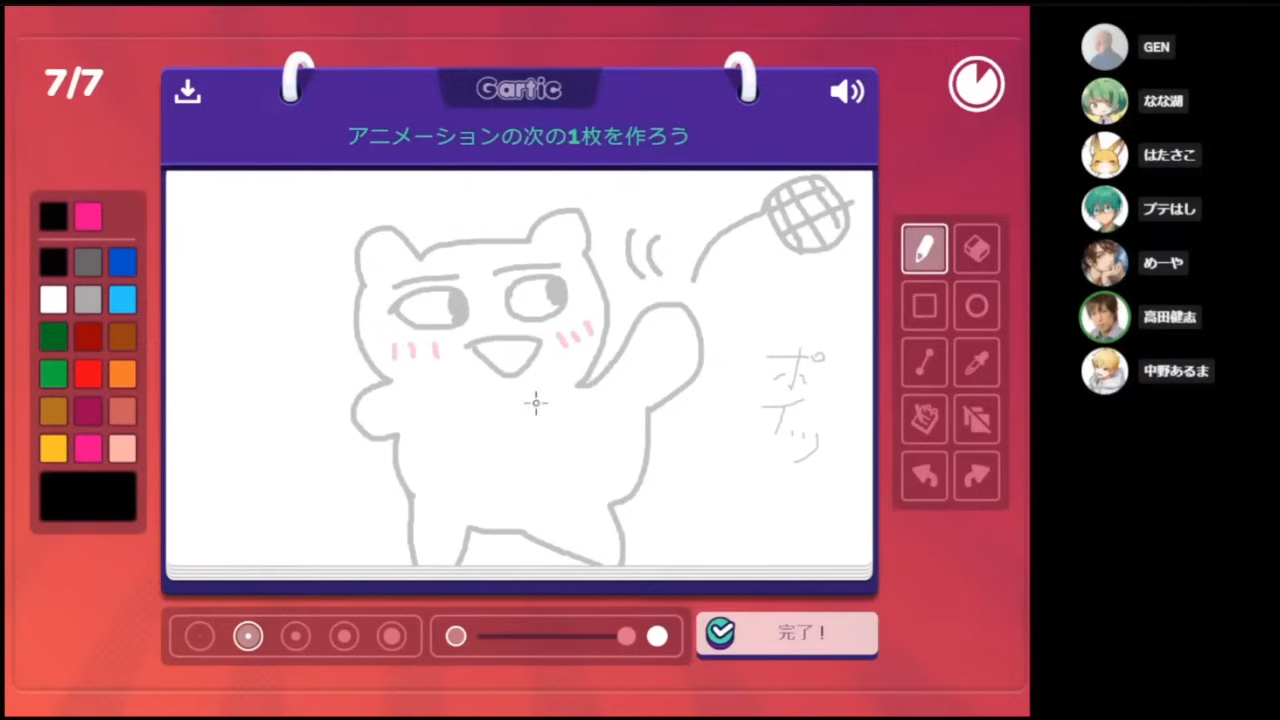 7/7
Gartic
アニメーションの次の1枚を作ろう
ポイッ
完了！
GEN
なな湖
はたさこ
プテはし
めーや
高田健志
中野あるま